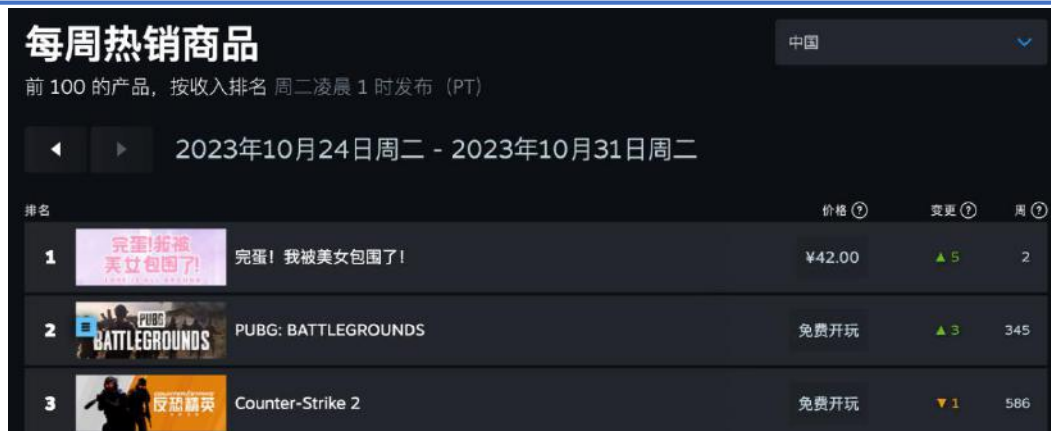 每周热销商品
中国
前 100 的产品，按收入排名 周二凌晨 1 时发布（PT）
2023年10月24日周二 - 2023年10月31日周二
排名 价格 ? 变更 ? 周 ?
1 完蛋!我被美女包围了! 完蛋！我被美女包围了！ ¥42.00 ▲ 5 2
2 PUBG BATTLEGROUNDS PUBG: BATTLEGROUNDS 免费开玩 ▲ 3 345
3 反恐精英 Counter-Strike 2 免费开玩 ▼ 1 586